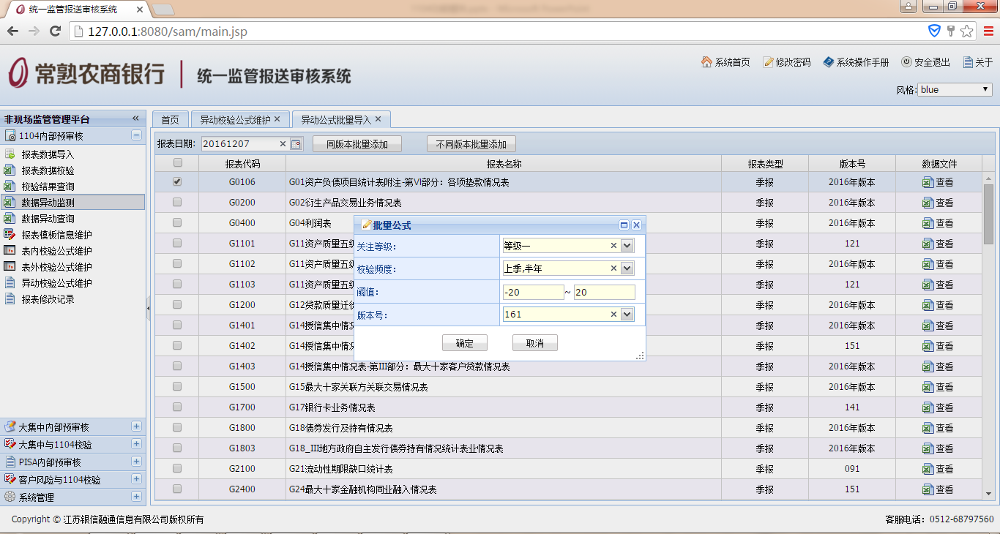 统一监管报送审核系统
127.0.0.1:8080/sam/main.jsp
常熟农商银行 统一监管报送审核系统
系统首页 修改密码 系统操作手册 安全退出 关于
风格: blue
非现场监管管理平台
1104内部预审核
报表数据导入
报表数据校验
校验结果查询
数据异动监测
数据异动查询
报表模板信息维护
表内校验公式维护
表外校验公式维护
异动校验公式维护
报表修改记录
大集中内部预审核
大集中与1104校验
PISA内部预审核
客户风险与1104校验
系统管理
首页 异动校验公式维护 异动公式批量导入
报表日期: 20161207 同版本批量添加 不同版本批量添加
报表代码 报表名称 报表类型 版本号 数据文件
G0106 G01资产负债项目统计表附注-第VI部分：各项垫款情况表 季报 2016年版本 查看
G0200 G02衍生产品交易业务情况表 季报 2016年版本 查看
G0400 G04利润表 季报 2016年版本 查看
G1101 G11资产质量五级 季报 121 查看
G1102 G11资产质量五级 季报 2016年版本 查看
G1103 G11资产质量五级 季报 121 查看
G1200 G12贷款质量迁徙 季报 2016年版本 查看
G1401 G14授信集中情况 季报 2016年版本 查看
G1402 G14授信集中情况 季报 151 查看
G1403 G14授信集中情况表-第III部分：最大十家客户贷款情况表 季报 2016年版本 查看
G1500 G15最大十家关联方关联交易情况表 季报 2016年版本 查看
G1700 G17银行卡业务情况表 季报 141 查看
G1800 G18债券发行及持有情况表 季报 2016年版本 查看
G1803 G18_III地方政府自主发行债券持有情况统计表业情况表 季报 2016年版本 查看
G2100 G21流动性期限缺口统计表 季报 091 查看
G2400 G24最大十家金融机构同业融入情况表 季报 151 查看
批量公式
关注等级: 等级一
校验频度: 上季,半年
阈值: -20 ~ 20
版本号: 161
确定 取消
Copyright © 江苏银信融通信息有限公司版权所有
客服电话：0512-68797560